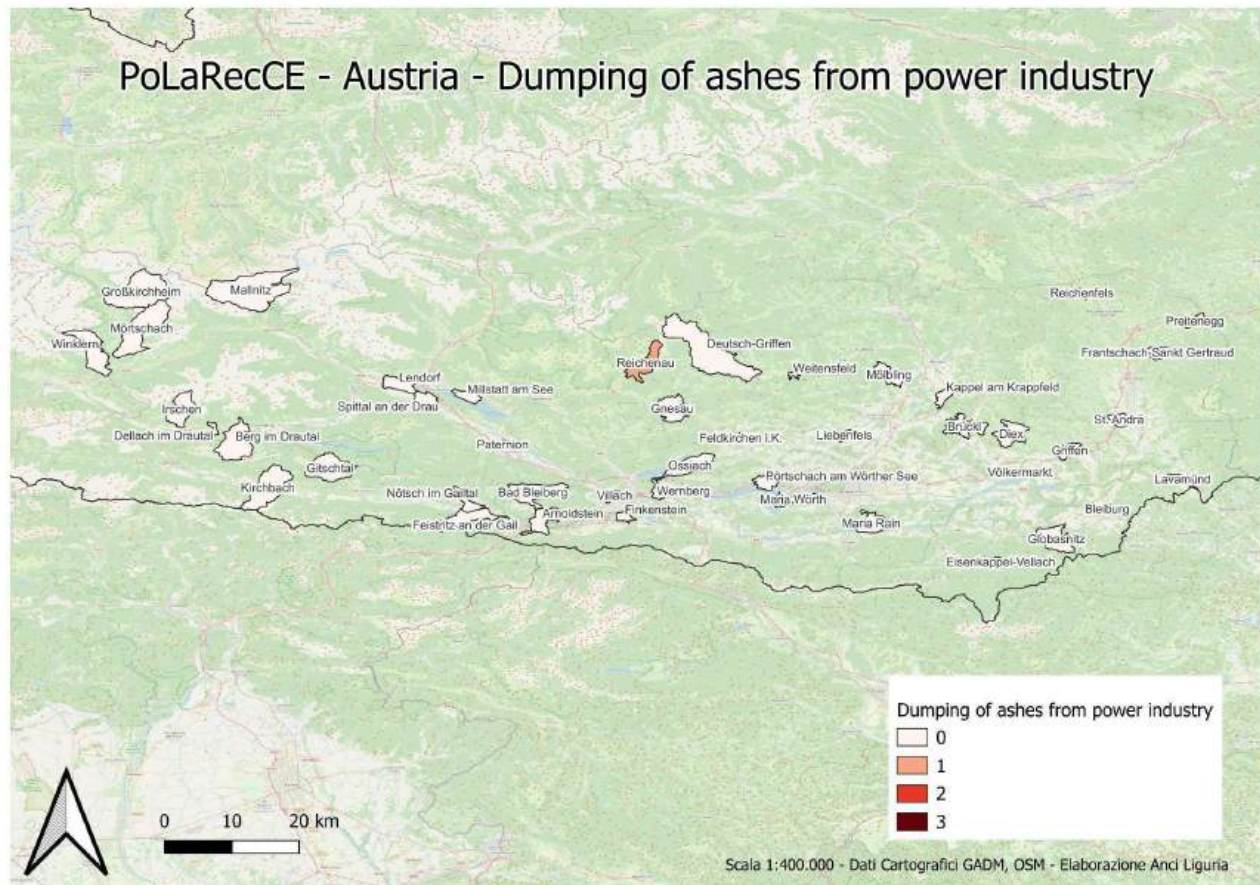 PoLaRecCE - Austria - Dumping of ashes from power industry
Reichenfels
Großkirchheim
Mallnitz
Preitenegg
Mörtschach
Winklern
Deutsch-Griffen
Frantschach-Sankt Gertraud
Reichenau
Weitensfeld
Mölbling
Lendorf
Millstatt am See
Kappel am Krappfeld
Spittal an der Drau
Irschen
Gnesau
St. Andrä
Dellach im Drautal
Berg im Drautal
Feldkirchen i.K.
Liebenfels
Brückl
Diex
Paternion
Griffen
Gitschtal
Ossiach
Pörtschach am Wörther See
Völkermarkt
Lavamünd
Kirchbach
Nötsch im Gailtal
Bad Bleiberg
Villach
Wernberg
Maria Wörth
Feistritz an der Gail
Arnoldstein
Finkenstein
Maria Rain
Bleiburg
Globasnitz
Eisenkappel-Vellach
Dumping of ashes from power industry
0
1
2
3
0 10 20 km
Scala 1:400.000 - Dati Cartografici GADM, OSM - Elaborazione Anci Liguria